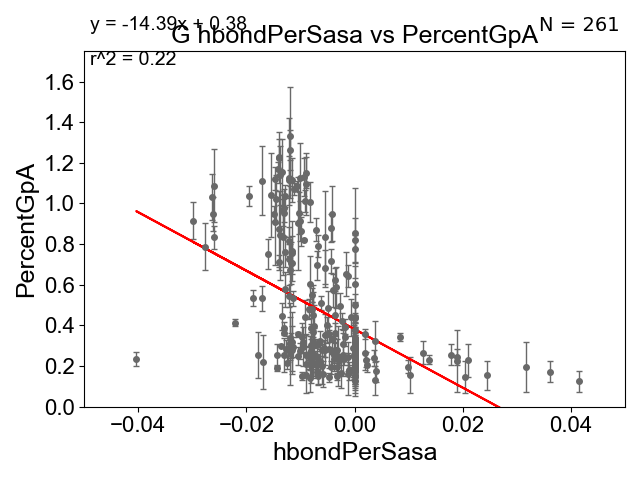 y = -14.39x + 0.38
N = 261
G hbondPerSasa vs PercentGpA
r^2 = 0.22
PercentGpA
1.6
1.4
1.2
1.0
0.8
0.6
0.4
0.2
0.0
−0.04 −0.02 0.00 0.02 0.04
hbondPerSasa